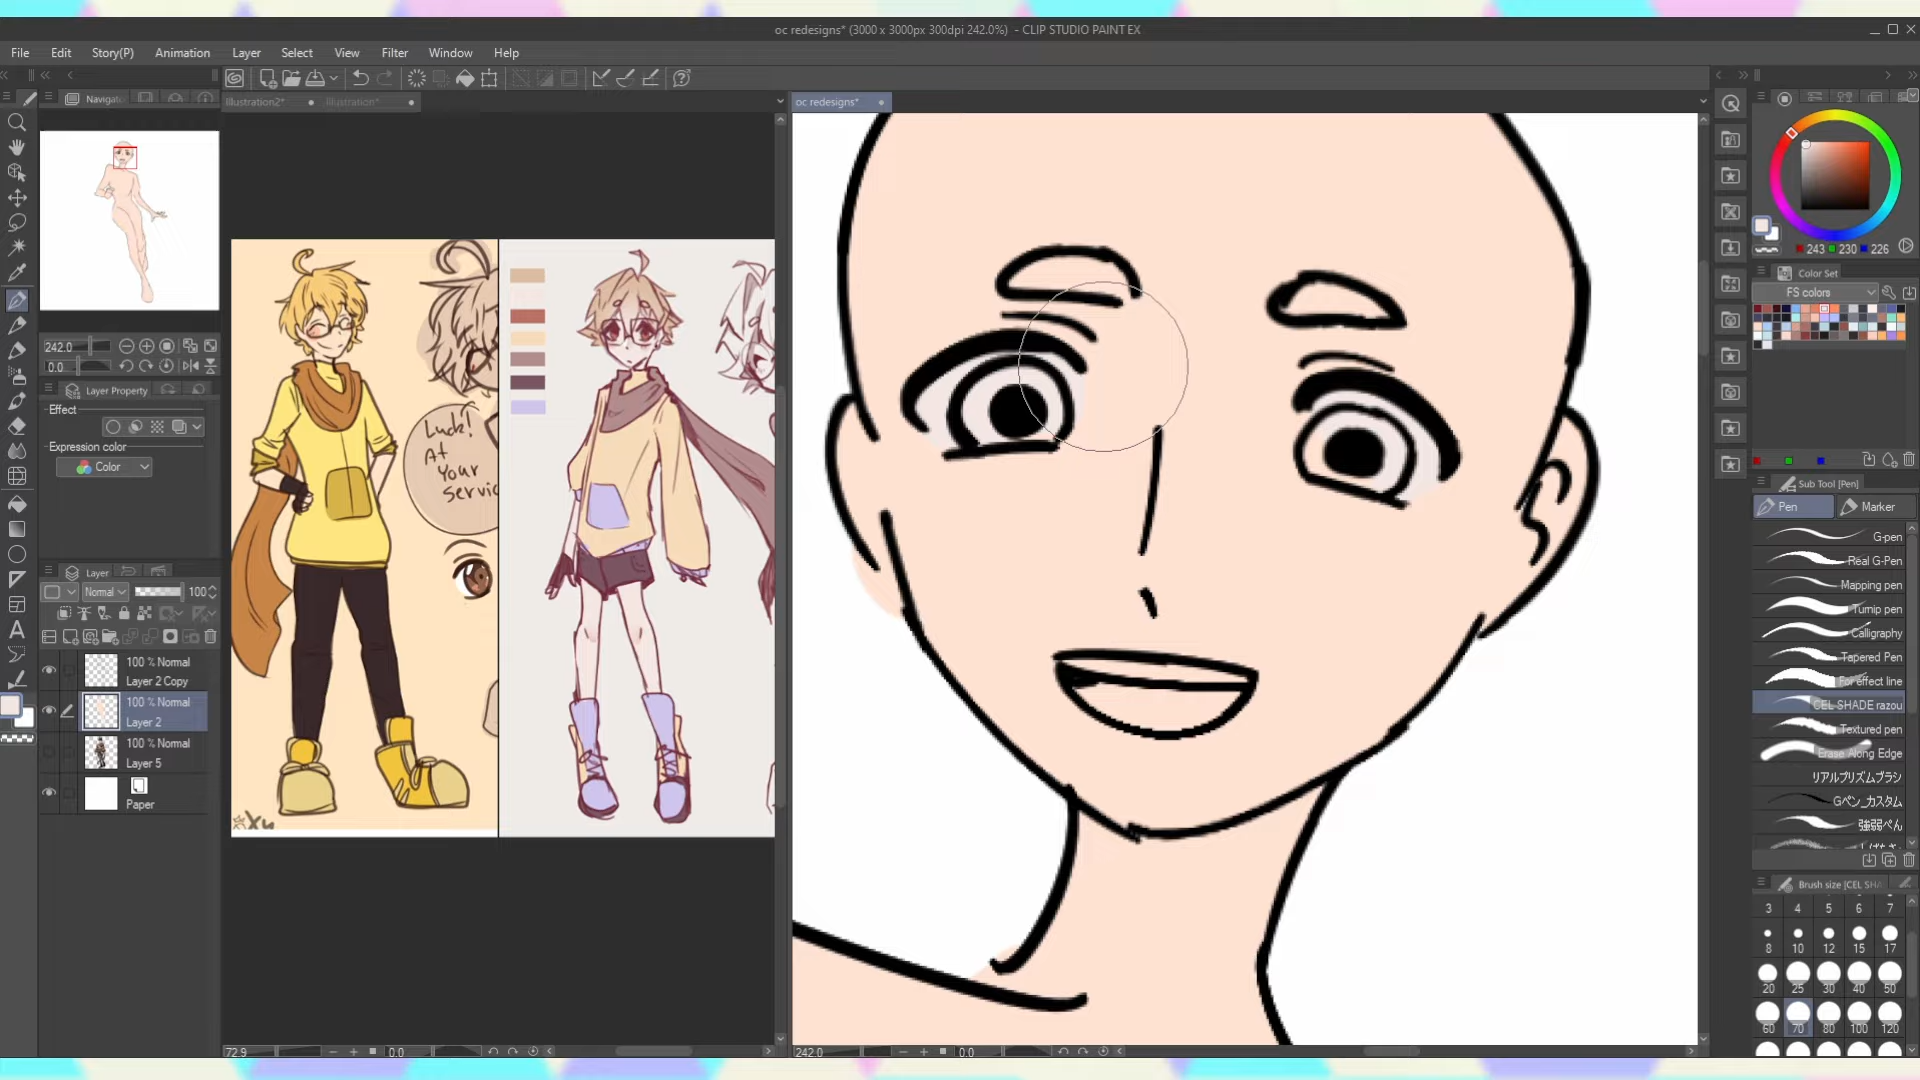 oc redesigns* (3000 x 3000px 300dpi 242.0%) - CLIP STUDIO PAINT EX
File Edit Story(P) Animation Layer Select View Filter Window Help
Navigat
Illustration2*
Illustration*
oc redesigns*
242.0
0.0
Layer Property
Effect
Expression color
Color
Layer
Normal
100
100 % Normal
Layer 2 Copy
100 % Normal
Layer 2
100 % Normal
Layer 5
Paper
Luck!
At
Your
Servic
Xy
72.9
0.0
242.0
0.0
243 230 226
Color Set
FS colors
Sub Tool [Pen]
Pen
Marker
G-pen
Real G-Pen
Mapping pen
Turnip pen
Calligraphy
Tapered Pen
For effect line
CEL SHADE razou
Textured pen
Erase Along Edge
リアルプリズムブラシ
Gペン_カスタム
強弱ぺん
Brush size [CEL SHA
3 4 5 6 7
8 10 12 15 17
20 25 30 40 50
60 70 80 100 120